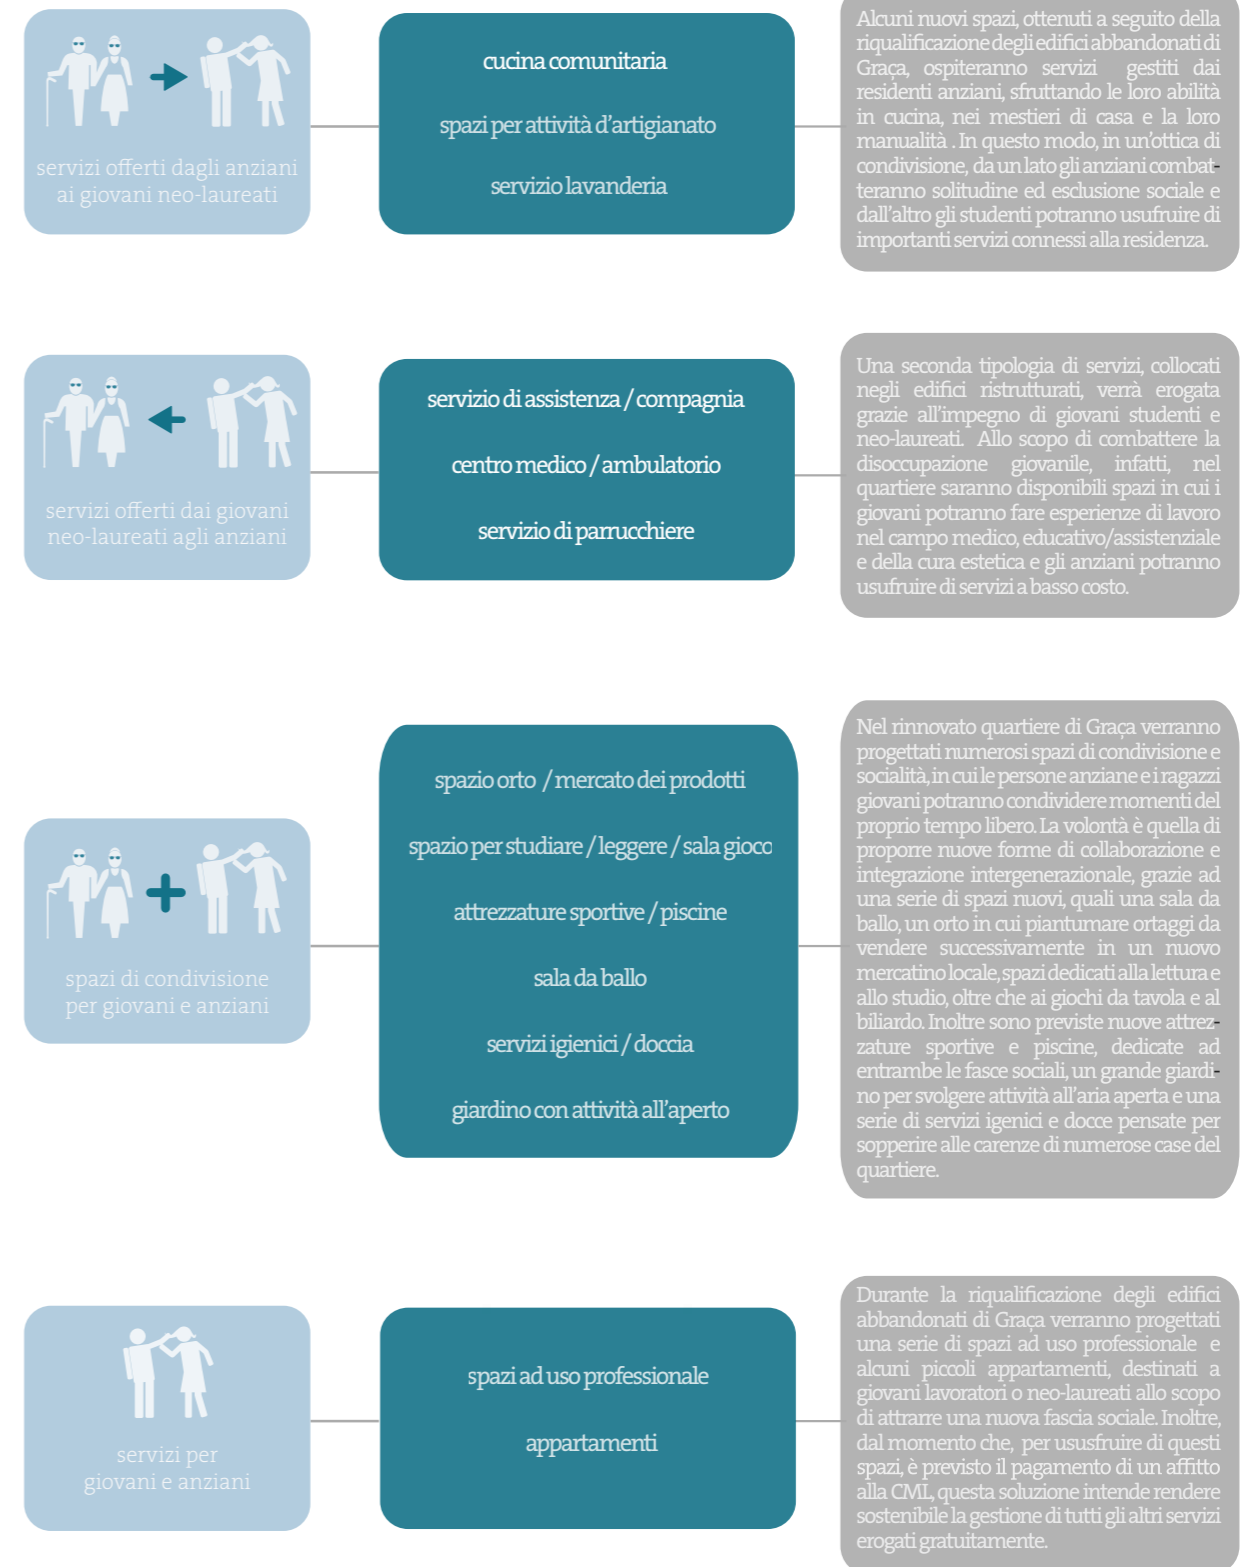 servizi offerti dagli anziani
ai giovani neo-laureati
cucina comunitaria
spazi per attività d'artigianato
servizio lavanderia
Alcuni nuovi spazi, ottenuti a seguito della
riqualificazione degli edifici abbandonati di
Graça, ospiteranno servizi gestiti dai
residenti anziani, sfruttando le loro abilità
in cucina, nei mestieri di casa e la loro
manualità . In questo modo, in un'ottica di
condivisione, da un lato gli anziani combat-
teranno solitudine ed esclusione sociale e
dall'altro gli studenti potranno usufruire di
importanti servizi connessi alla residenza.
servizi offerti dai giovani
neo-laureati agli anziani
servizio di assistenza / compagnia
centro medico / ambulatorio
servizio di parrucchiere
Una seconda tipologia di servizi, collocati
negli edifici ristrutturati, verrà erogata
grazie all'impegno di giovani studenti e
neo-laureati. Allo scopo di combattere la
disoccupazione giovanile, infatti, nel
quartiere saranno disponibili spazi in cui i
giovani potranno fare esperienze di lavoro
nel campo medico, educativo/assistenziale
e della cura estetica e gli anziani potranno
usufruire di servizi a basso costo.
spazi di condivisione
per giovani e anziani
spazio orto / mercato dei prodotti
spazio per studiare / leggere / sala gioco
attrezzature sportive / piscine
sala da ballo
servizi igienici / doccia
giardino con attività all'aperto
Nel rinnovato quartiere di Graça verranno
progettati numerosi spazi di condivisione e
socialità, in cui le persone anziane e i ragazzi
giovani potranno condividere momenti del
proprio tempo libero. La volontà è quella di
proporre nuove forme di collaborazione e
integrazione intergenerazionale, grazie ad
una serie di spazi nuovi, quali una sala da
ballo, un orto in cui piantumare ortaggi da
vendere successivamente in un nuovo
mercatino locale, spazi dedicati alla lettura e
allo studio, oltre che ai giochi da tavola e al
biliardo. Inoltre sono previste nuove attrez-
zature sportive e piscine, dedicate ad
entrambe le fasce sociali, un grande giardi-
no per svolgere attività all'aria aperta e una
serie di servizi igenici e docce pensate per
sopperire alle carenze di numerose case del
quartiere.
servizi per
giovani e anziani
spazi ad uso professionale
appartamenti
Durante la riqualificazione degli edifici
abbandonati di Graça verranno progettati
una serie di spazi ad uso professionale e
alcuni piccoli appartamenti, destinati a
giovani lavoratori o neo-laureati allo scopo
di attrarre una nuova fascia sociale. Inoltre,
dal momento che, per ususfruire di questi
spazi, è previsto il pagamento di un affitto
alla CML, questa soluzione intende rendere
sostenibile la gestione di tutti gli altri servizi
erogati gratuitamente.